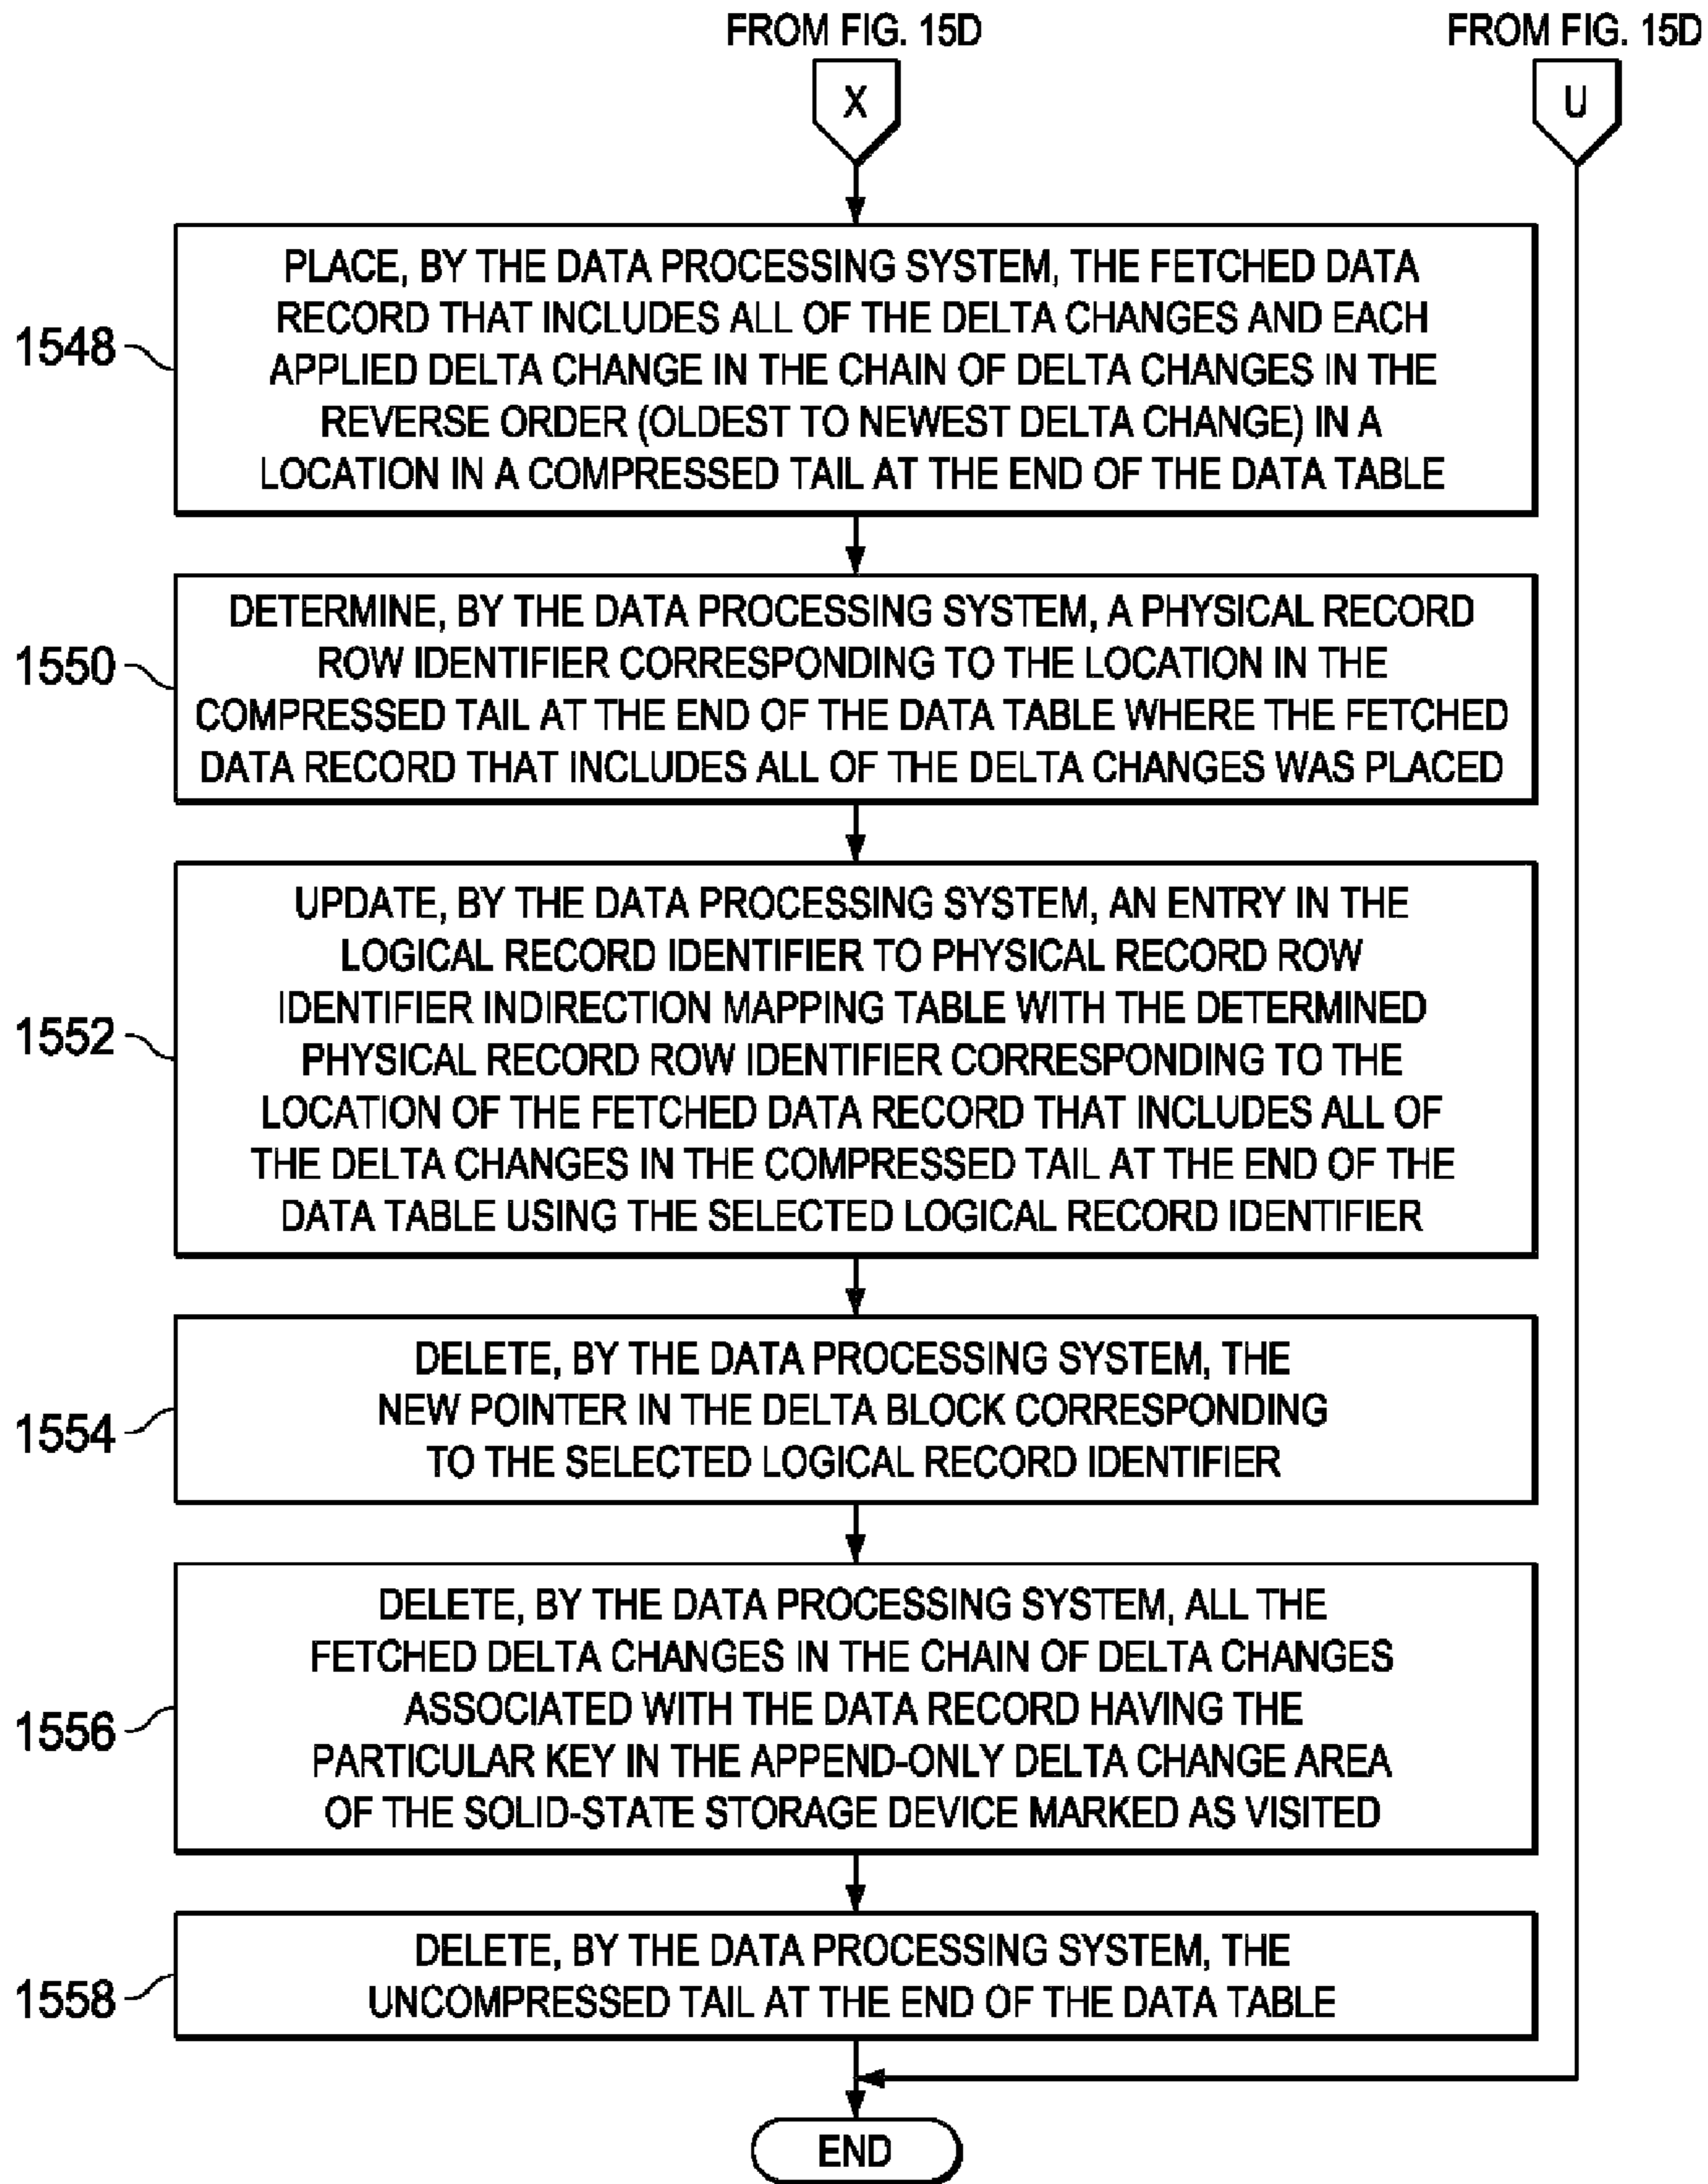 FROM FIG. 15D
FROM FIG. 15D
X
U
1548
PLACE, BY THE DATA PROCESSING SYSTEM, THE FETCHED DATA
RECORD THAT INCLUDES ALL OF THE DELTA CHANGES AND EACH
APPLIED DELTA CHANGE IN THE CHAIN OF DELTA CHANGES IN THE
REVERSE ORDER (OLDEST TO NEWEST DELTA CHANGE) IN A
LOCATION IN A COMPRESSED TAIL AT THE END OF THE DATA TABLE
1550
DETERMINE, BY THE DATA PROCESSING SYSTEM, A PHYSICAL RECORD
ROW IDENTIFIER CORRESPONDING TO THE LOCATION IN THE
COMPRESSED TAIL AT THE END OF THE DATA TABLE WHERE THE FETCHED
DATA RECORD THAT INCLUDES ALL OF THE DELTA CHANGES WAS PLACED
1552
UPDATE, BY THE DATA PROCESSING SYSTEM, AN ENTRY IN THE
LOGICAL RECORD IDENTIFIER TO PHYSICAL RECORD ROW
IDENTIFIER INDIRECTION MAPPING TABLE WITH THE DETERMINED
PHYSICAL RECORD ROW IDENTIFIER CORRESPONDING TO THE
LOCATION OF THE FETCHED DATA RECORD THAT INCLUDES ALL OF
THE DELTA CHANGES IN THE COMPRESSED TAIL AT THE END OF THE
DATA TABLE USING THE SELECTED LOGICAL RECORD IDENTIFIER
1554
DELETE, BY THE DATA PROCESSING SYSTEM, THE
NEW POINTER IN THE DELTA BLOCK CORRESPONDING
TO THE SELECTED LOGICAL RECORD IDENTIFIER
1556
DELETE, BY THE DATA PROCESSING SYSTEM, ALL THE
FETCHED DELTA CHANGES IN THE CHAIN OF DELTA CHANGES
ASSOCIATED WITH THE DATA RECORD HAVING THE
PARTICULAR KEY IN THE APPEND-ONLY DELTA CHANGE AREA
OF THE SOLID-STATE STORAGE DEVICE MARKED AS VISITED
1558
DELETE, BY THE DATA PROCESSING SYSTEM, THE
UNCOMPRESSED TAIL AT THE END OF THE DATA TABLE
END